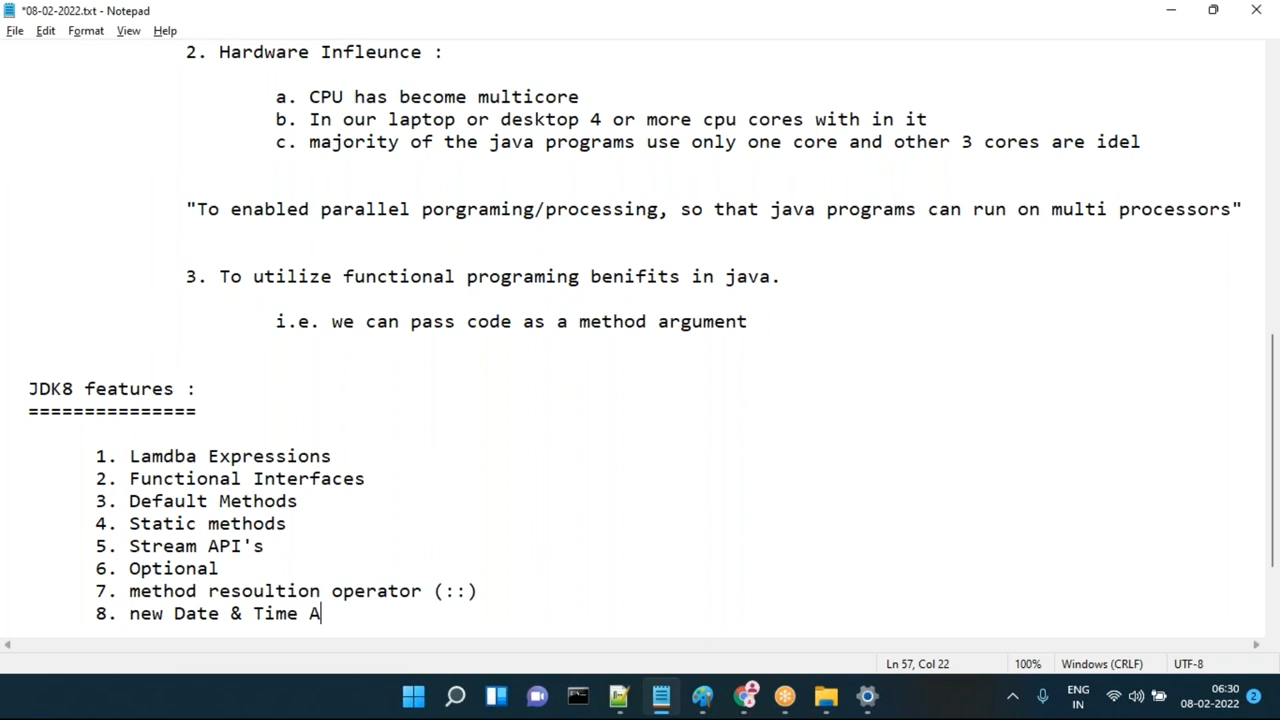 *08-02-2022.txt - Notepad
File Edit Format View Help
2. Hardware Infleunce :
a. CPU has become multicore
b. In our laptop or desktop 4 or more cpu cores with in it
c. majority of the java programs use only one core and other 3 cores are idel
"To enabled parallel porgraming/processing, so that java programs can run on multi processors"
3. To utilize functional programing benifits in java.
i.e. we can pass code as a method argument
JDK8 features :
===============
1. Lamdba Expressions
2. Functional Interfaces
3. Default Methods
4. Static methods
5. Stream API's
6. Optional
7. method resoultion operator (::)
8. new Date & Time A
Ln 57, Col 22 100% Windows (CRLF) UTF-8
ENG 06:30
IN 08-02-2022 2